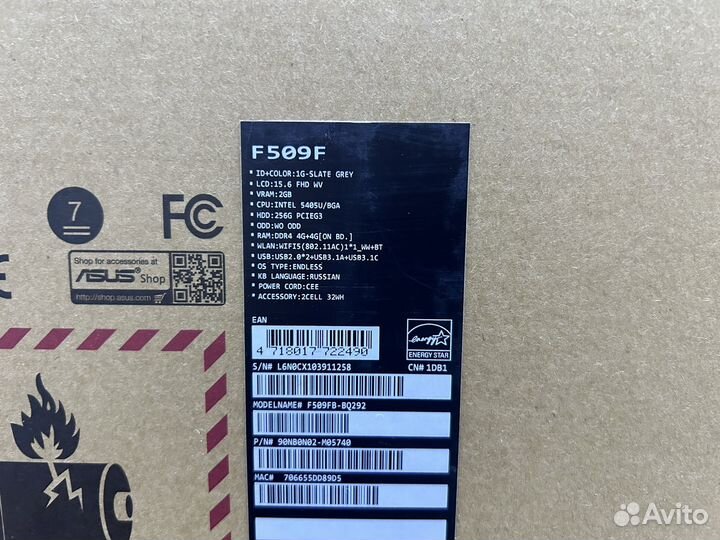 F509F
ID+COLOR:1G-SLATE GREY
LCD:15.6 FHD WV
VRAM:2GB
CPU:INTEL 5405U/BGA
HDD:256G PCIEG3
ODD:WO ODD
RAM:DDR4 4G+4G[ON BD.]
WLAN:WIFI5(802.11AC)1*1_WW+BT
USB:USB2.0*2+USB3.1A+USB3.1C
OS TYPE:ENDLESS
KB LANGUAGE:RUSSIAN
POWER CORD:CEE
ACCESSORY:2CELL 32WH
EAN
4 718017 722490
energy
ENERGY STAR
S/N# L6N0CX103911258
CN# 1DB1
MODELNAME# F509FB-BQ292
P/N# 90NB0N02-M05740
MAC# 706655DD89D5
7
FC
Shop for accessories at
ASUS Shop
http://shop.asus.com
CE
Avito